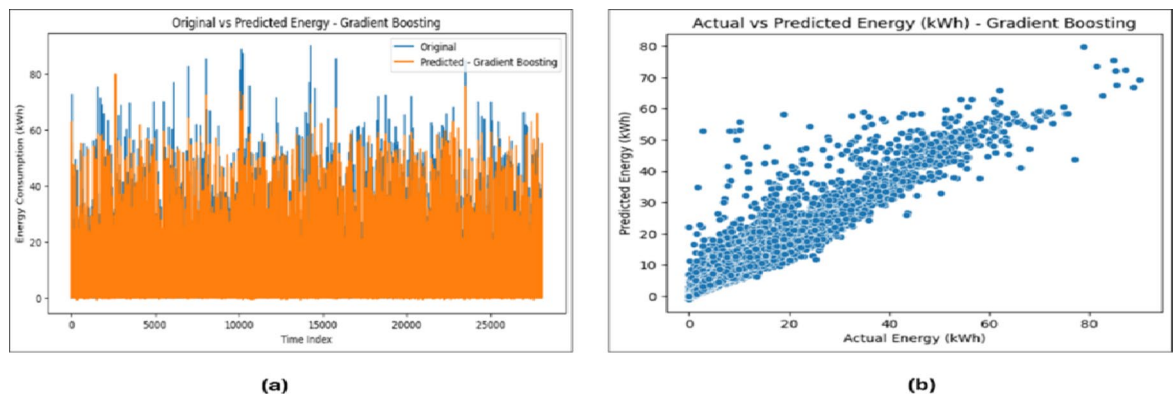 Original vs Predicted Energy - Gradient Boosting
Original
Predicted - Gradient Boosting
Energy Consumption (kWh)
80
60
40
20
0
0 5000 10000 15000 20000 25000
Time Index
(a)
Actual vs Predicted Energy (kWh) - Gradient Boosting
Predicted Energy (kWh)
80
70
60
50
40
30
20
10
0
0 20 40 60 80
Actual Energy (kWh)
(b)